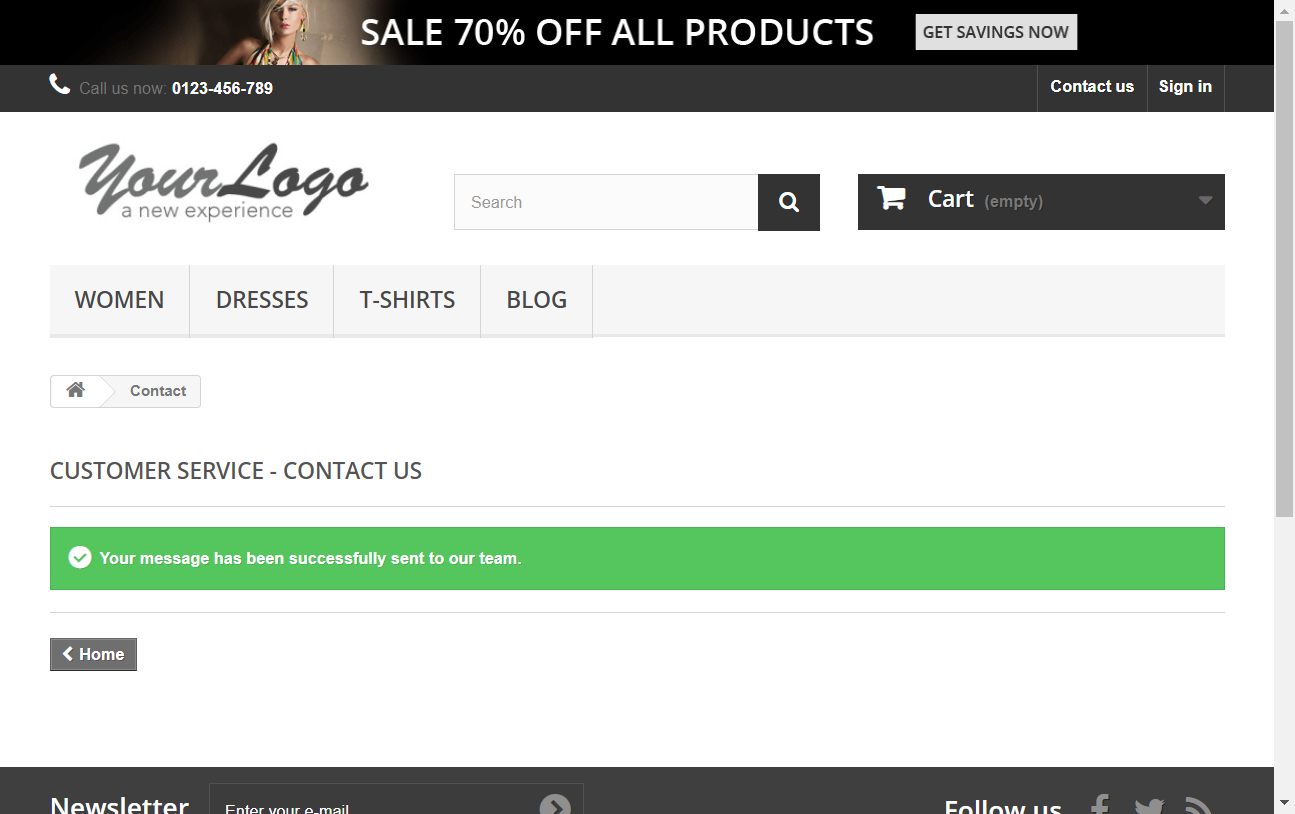 SALE 70% OFF ALL PRODUCTS GET SAVINGS NOW
Call us now: 0123-456-789 Contact us Sign in
Your Logo
a new experience
Search
Cart (empty)
WOMEN DRESSES T-SHIRTS BLOG
Contact
CUSTOMER SERVICE - CONTACT US
Your message has been successfully sent to our team.
Home
Newsletter Enter your e-mail Follow us